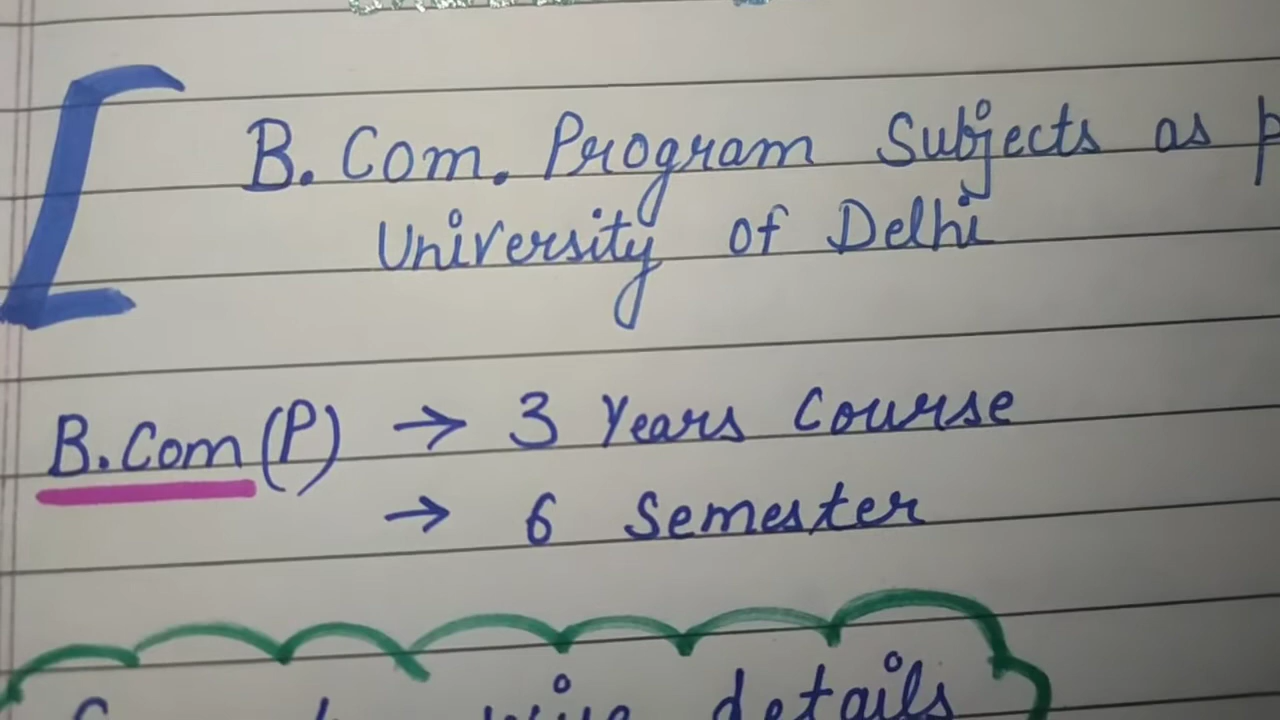 B. Com. Program Subjects as p
University of Delhi
B.Com (P) → 3 Years Course
→ 6 Semester
details